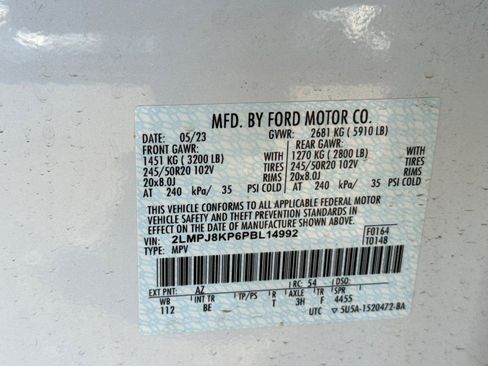 MFD. BY FORD MOTOR CO.
DATE: 05/23 GVWR: 2681 KG ( 5910 LB)
FRONT GAWR: REAR GAWR:
1451 KG ( 3200 LB) WITH 1270 KG ( 2800 LB) WITH
245/50R20 102V TIRES 245/50R20 102V TIRES
20x8.0J RIMS 20x8.0J RIMS
AT 240 kPa/ 35 PSI COLD AT 240 kPa/ 35 PSI COLD
THIS VEHICLE CONFORMS TO ALL APPLICABLE FEDERAL MOTOR
VEHICLE SAFETY AND THEFT PREVENTION STANDARDS IN
EFFECT ON THE DATE OF MANUFACTURE SHOWN ABOVE.
VIN: 2LMPJ8KP6PBL14992 F0164
TYPE: MPV T0148
EXT PNT: AZ RC: 54 DSO:
WB INT TR TP/PS R AXLE TR SPR
112 BE T 3H F 4455
UTC ▽ 5U5A-1520472-BA